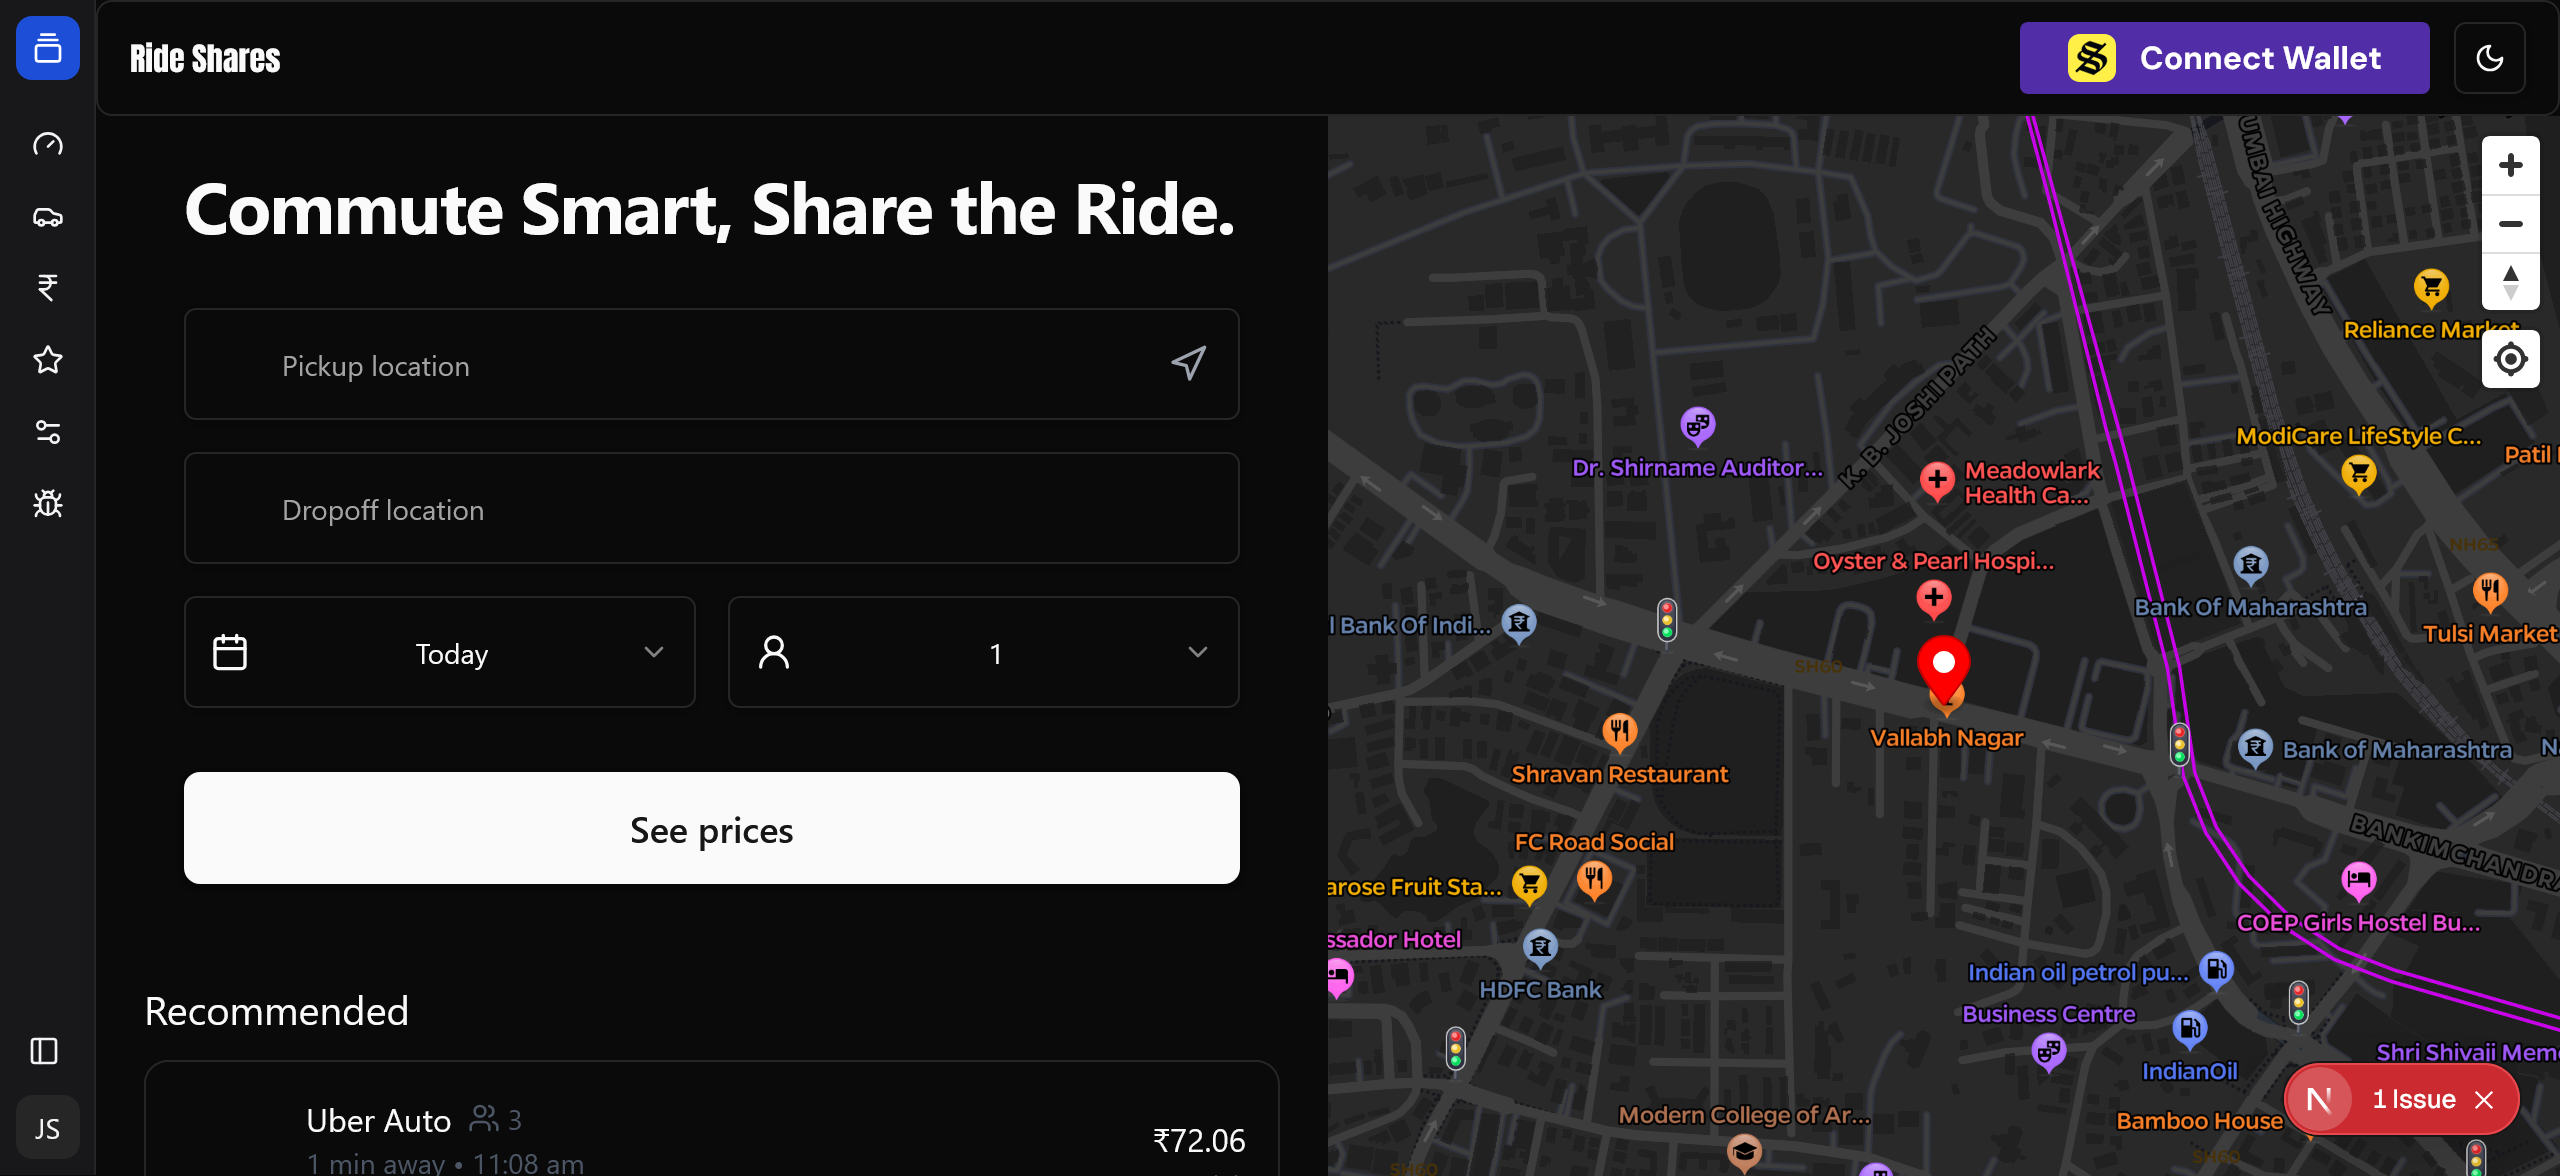 Ride Shares
Connect Wallet
Commute Smart, Share the Ride.
Pickup location
Dropoff location
Today
1
See prices
Recommended
Uber Auto 3
₹72.06
1 min away • 11:08 am
JS
UMBAI HIGHWAY
Reliance Market
K. B. JOSHI PATH
Dr. Shirname Auditor...
Meadowlark
Health Ca...
ModiCare LifeStyle C...
Patil
Oyster & Pearl Hospi...
NH65
Bank Of Maharashtra
l Bank Of Indi...
Tulsi Market
SH60
Vallabh Nagar
Bank of Maharashtra
N
Shravan Restaurant
FC Road Social
BANKIMCHANDRA
arose Fruit Sta...
COEP Girls Hostel Bu...
ssador Hotel
HDFC Bank
Indian oil petrol pu...
Business Centre
Shri Shivaji Mem
IndianOil
N 1 Issue
Modern College of Ar...
Bamboo House
SH60
SH60